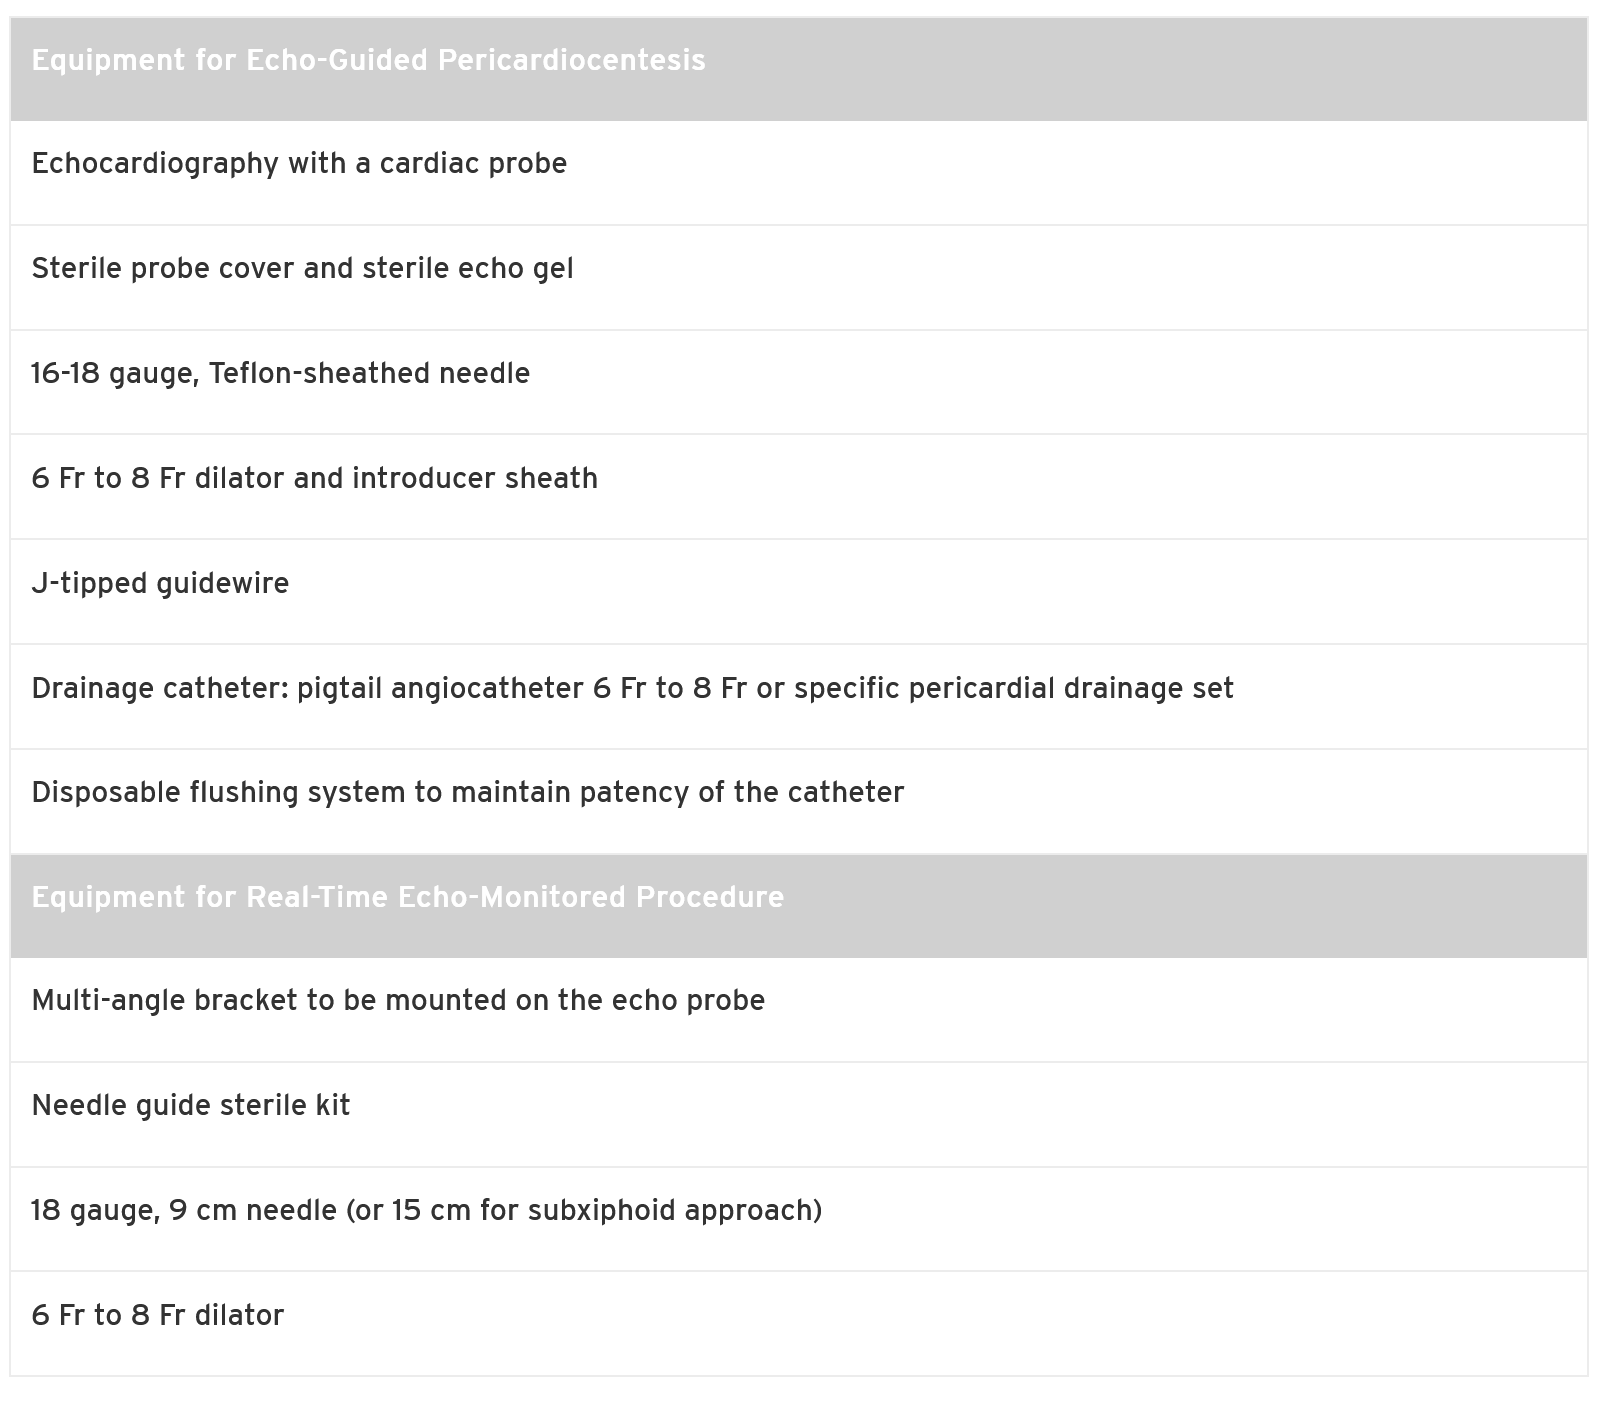 Equipment for Echo-Guided Pericardiocentesis
Echocardiography with a cardiac probe
Sterile probe cover and sterile echo gel
16-18 gauge, Teflon-sheathed needle
6 Fr to 8 Fr dilator and introducer sheath
J-tipped guidewire
Drainage catheter: pigtail angiocatheter 6 Fr to 8 Fr or specific pericardial drainage set
Disposable flushing system to maintain patency of the catheter
Equipment for Real-Time Echo-Monitored Procedure
Multi-angle bracket to be mounted on the echo probe
Needle guide sterile kit
18 gauge, 9 cm needle (or 15 cm for subxiphoid approach)
6 Fr to 8 Fr dilator